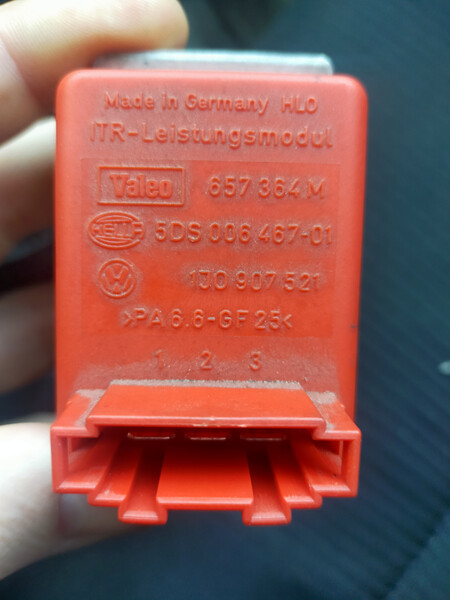 Made in Germany HLO
ITR-Leistungsmodul
Valeo 657 364 M
HELLA 5DS 006 467-01
VW 1J0 907 521
>PA 6.6-GF 25<
1 2 3